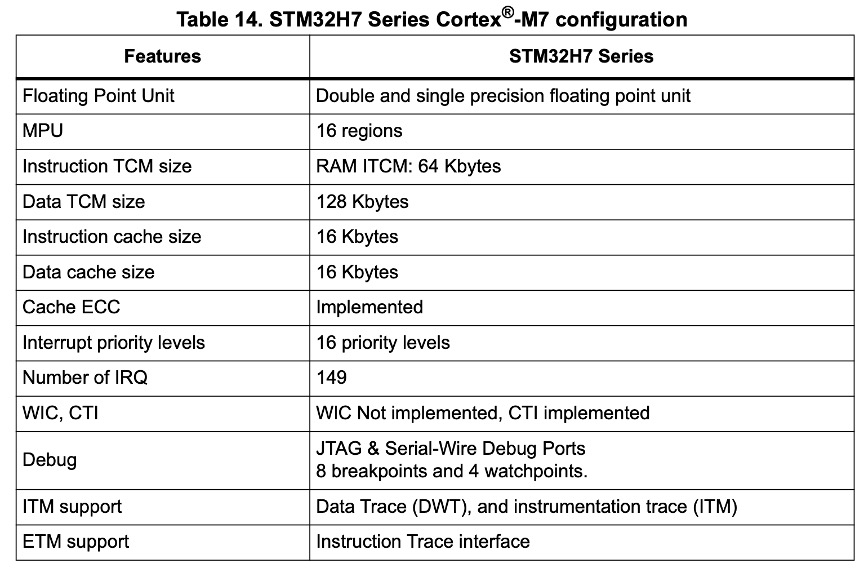 Table 14. STM32H7 Series Cortex®-M7 configuration
Features STM32H7 Series
Floating Point Unit Double and single precision floating point unit
MPU 16 regions
Instruction TCM size RAM ITCM: 64 Kbytes
Data TCM size 128 Kbytes
Instruction cache size 16 Kbytes
Data cache size 16 Kbytes
Cache ECC Implemented
Interrupt priority levels 16 priority levels
Number of IRQ 149
WIC, CTI WIC Not implemented, CTI implemented
Debug JTAG & Serial-Wire Debug Ports
8 breakpoints and 4 watchpoints.
ITM support Data Trace (DWT), and instrumentation trace (ITM)
ETM support Instruction Trace interface